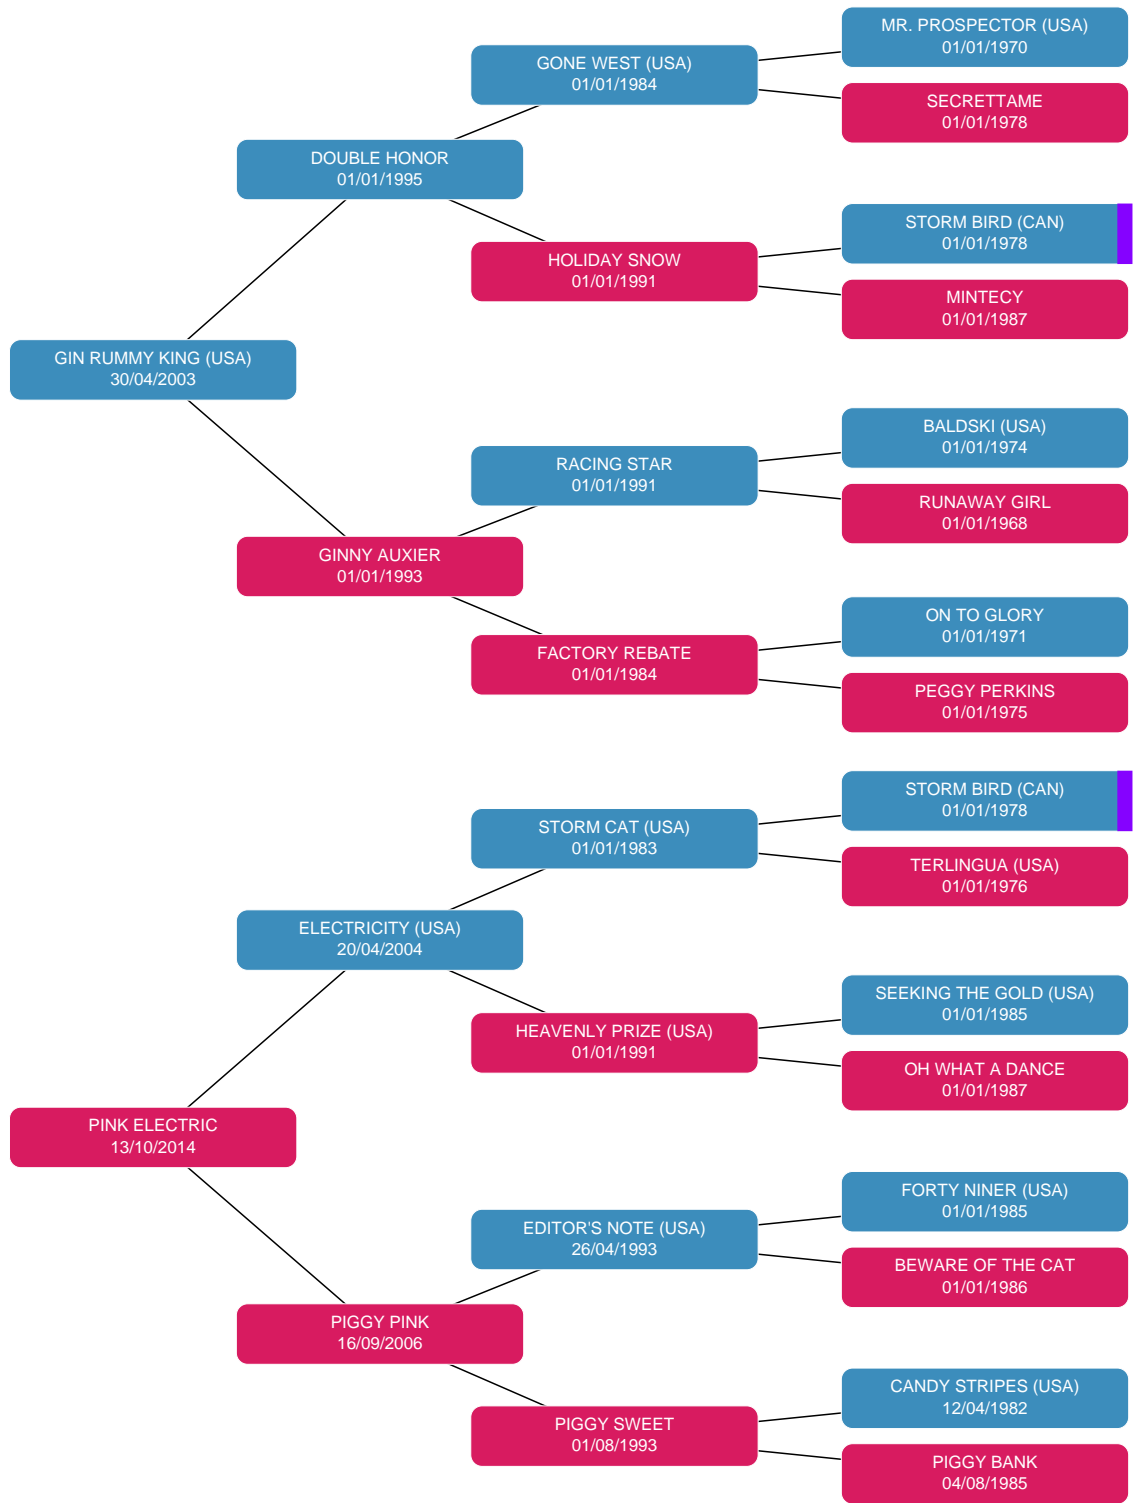 MR. PROSPECTOR (USA)
01/01/1970
GONE WEST (USA)
01/01/1984
SECRETTAME
01/01/1978
DOUBLE HONOR
01/01/1995
STORM BIRD (CAN)
01/01/1978
HOLIDAY SNOW
01/01/1991
MINTECY
01/01/1987
GIN RUMMY KING (USA)
30/04/2003
BALDSKI (USA)
01/01/1974
RACING STAR
01/01/1991
RUNAWAY GIRL
01/01/1968
GINNY AUXIER
01/01/1993
ON TO GLORY
01/01/1971
FACTORY REBATE
01/01/1984
PEGGY PERKINS
01/01/1975
STORM BIRD (CAN)
01/01/1978
STORM CAT (USA)
01/01/1983
TERLINGUA (USA)
01/01/1976
ELECTRICITY (USA)
20/04/2004
SEEKING THE GOLD (USA)
01/01/1985
HEAVENLY PRIZE (USA)
01/01/1991
OH WHAT A DANCE
01/01/1987
PINK ELECTRIC
13/10/2014
FORTY NINER (USA)
01/01/1985
EDITOR'S NOTE (USA)
26/04/1993
BEWARE OF THE CAT
01/01/1986
PIGGY PINK
16/09/2006
CANDY STRIPES (USA)
12/04/1982
PIGGY SWEET
01/08/1993
PIGGY BANK
04/08/1985